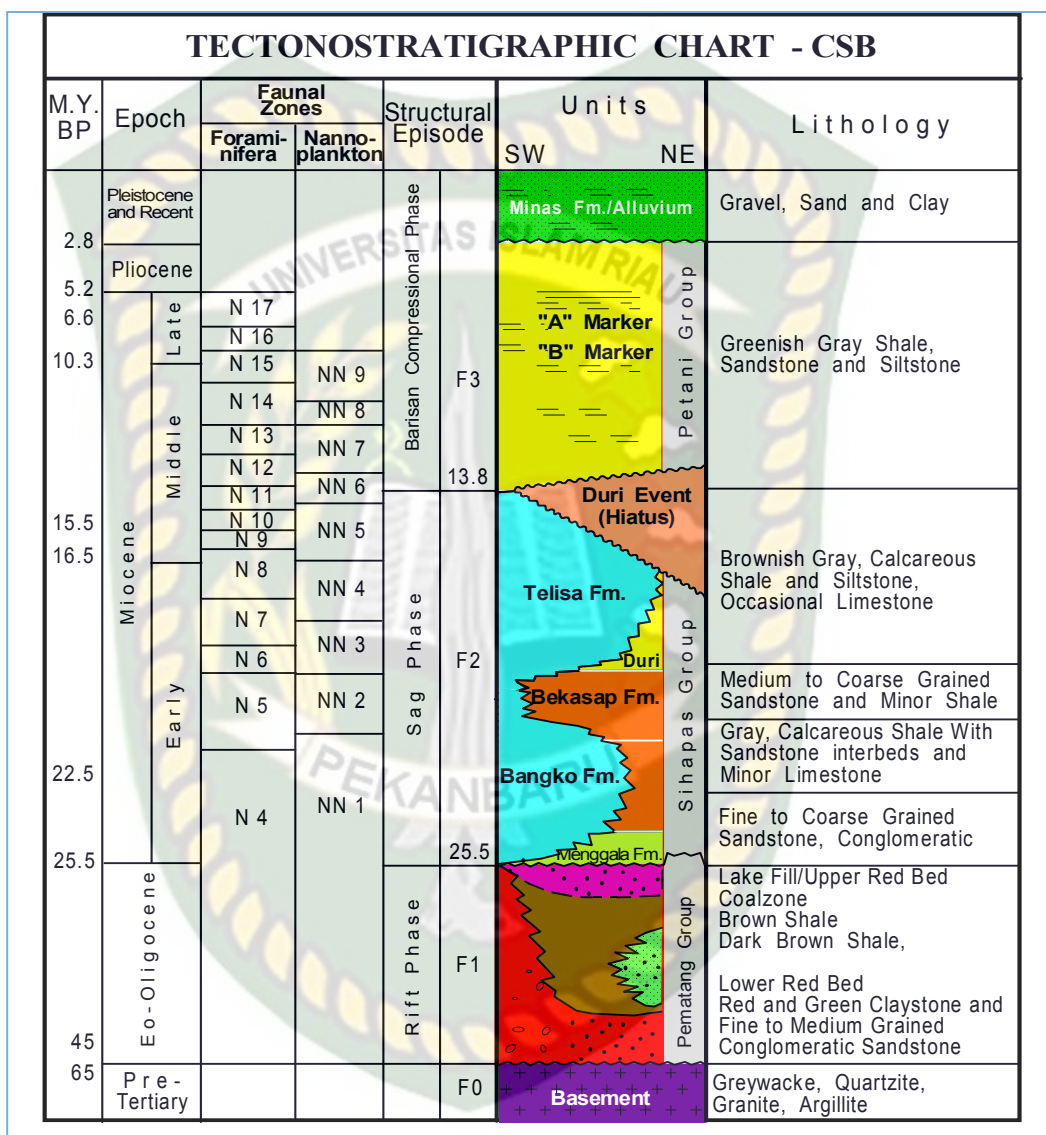 TECTONOSTRATIGRAPHIC CHART - CSB
M.Y.
BP
Epoch
Faunal
Zones
Forami-
nifera
Nanno-
plankton
Structural
Episode
Units
SW NE
Lithology
2.8
5.2
6.6
10.3
15.5
16.5
22.5
25.5
45
65
Pleistocene
and Recent
Pliocene
Miocene
Late
Middle
Early
Eo-Oligocene
Pre-
Tertiary
N 17
N 16
N 15
N 14
N 13
N 12
N 11
N 10
N 9
N 8
N 7
N 6
N 5
N 4
NN 9
NN 8
NN 7
NN 6
NN 5
NN 4
NN 3
NN 2
NN 1
Barisan Compressional Phase
Sag Phase
Rift Phase
F3
13.8
F2
25.5
F1
F0
Minas Fm./Alluvium
"A" Marker
"B" Marker
Duri Event
(Hiatus)
Telisa Fm.
Duri
Bekasap Fm.
Bangko Fm.
Menggala Fm.
Basement
Petani Group
Sihapas Group
Pematang Group
Gravel, Sand and Clay
Greenish Gray Shale,
Sandstone and Siltstone
Brownish Gray, Calcareous
Shale and Siltstone,
Occasional Limestone
Medium to Coarse Grained
Sandstone and Minor Shale
Gray, Calcareous Shale With
Sandstone interbeds and
Minor Limestone
Fine to Coarse Grained
Sandstone, Conglomeratic
Lake Fill/Upper Red Bed
Coalzone
Brown Shale
Dark Brown Shale,
Lower Red Bed
Red and Green Claystone and
Fine to Medium Grained
Conglomeratic Sandstone
Greywacke, Quartzite,
Granite, Argillite
UNIVERSITAS ISLAM RIAU
PEKANBARU